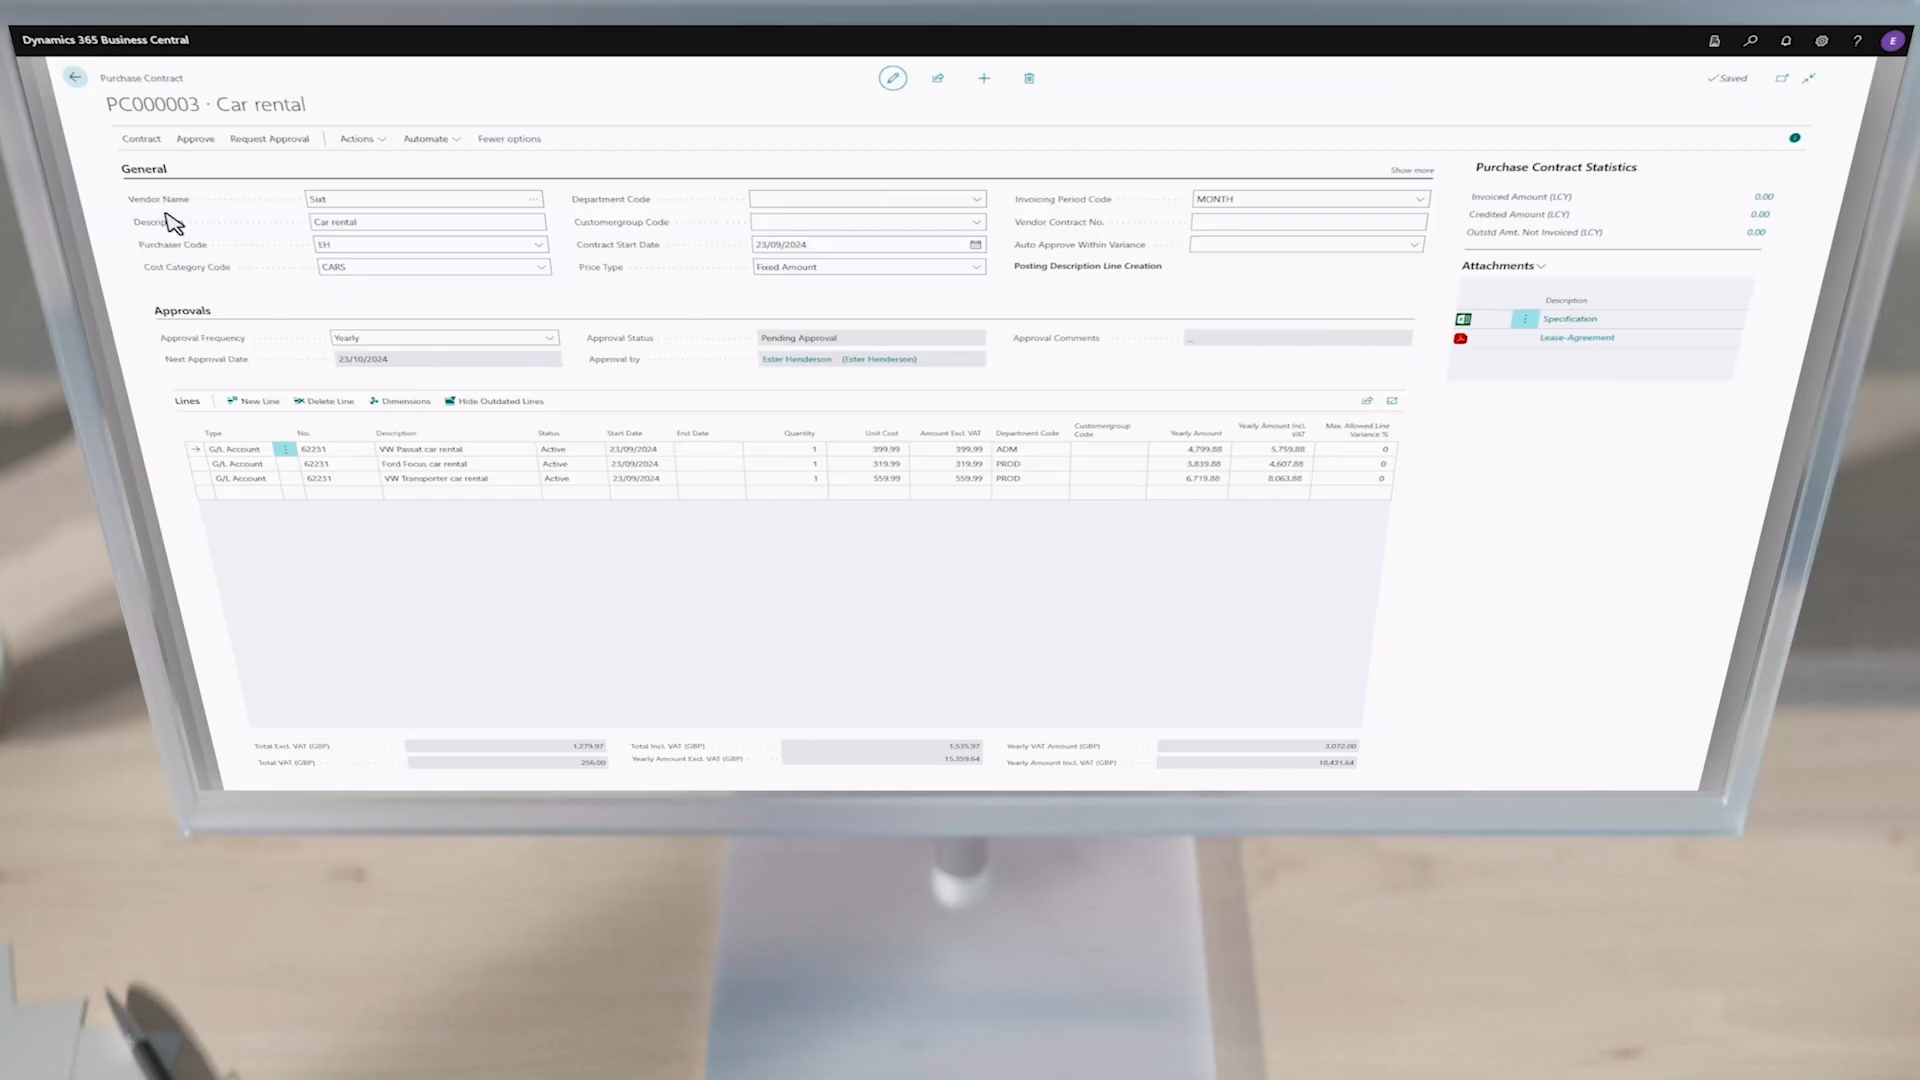 Dynamics 365 Business Central
E
Purchase Contract
Saved
PC000003 · Car rental
Contract Approve Request Approval Actions Automate Fewer options
General
Show more
Vendor Name Sixt
Department Code
Invoicing Period Code MONTH
Descrip Car rental
Customergroup Code
Vendor Contract No.
Purchaser Code EH
Contract Start Date 23/09/2024
Auto Approve Within Variance
Cost Category Code CARS
Price Type Fixed Amount
Posting Description Line Creation
Approvals
Approval Frequency Yearly
Approval Status Pending Approval
Approval Comments _
Next Approval Date 23/10/2024
Approval by Ester Henderson (Ester Henderson)
Lines New Line Delete Line Dimensions Hide Outdated Lines
Type No. Description Status Start Date End Date Quantity Unit Cost Amount Excl. VAT Department Code Customergroup Code Yearly Amount Yearly Amount Incl. VAT Max. Allowed Line Variance %
G/L Account 62231 VW Passat car rental Active 23/09/2024 1 399.99 399.99 ADM 4,799.88 5,759.88 0
G/L Account 62231 Ford Focus car rental Active 23/09/2024 1 319.99 319.99 PROD 3,839.88 4,607.88 0
G/L Account 62231 VW Transporter car rental Active 23/09/2024 1 559.99 559.99 PROD 6,719.88 8,063.88 0
Total Excl. VAT (GBP) 1,279.97
Total Incl. VAT (GBP) 1,535.97
Yearly VAT Amount (GBP) 3,072.00
Total VAT (GBP) 256.00
Yearly Amount Excl. VAT (GBP) 15,359.64
Yearly Amount Incl. VAT (GBP) 18,431.64
Purchase Contract Statistics
Invoiced Amount (LCY) 0.00
Credited Amount (LCY) 0.00
Outstd Amt. Not Invoiced (LCY) 0.00
Attachments
Description
Specification
Lease-Agreement